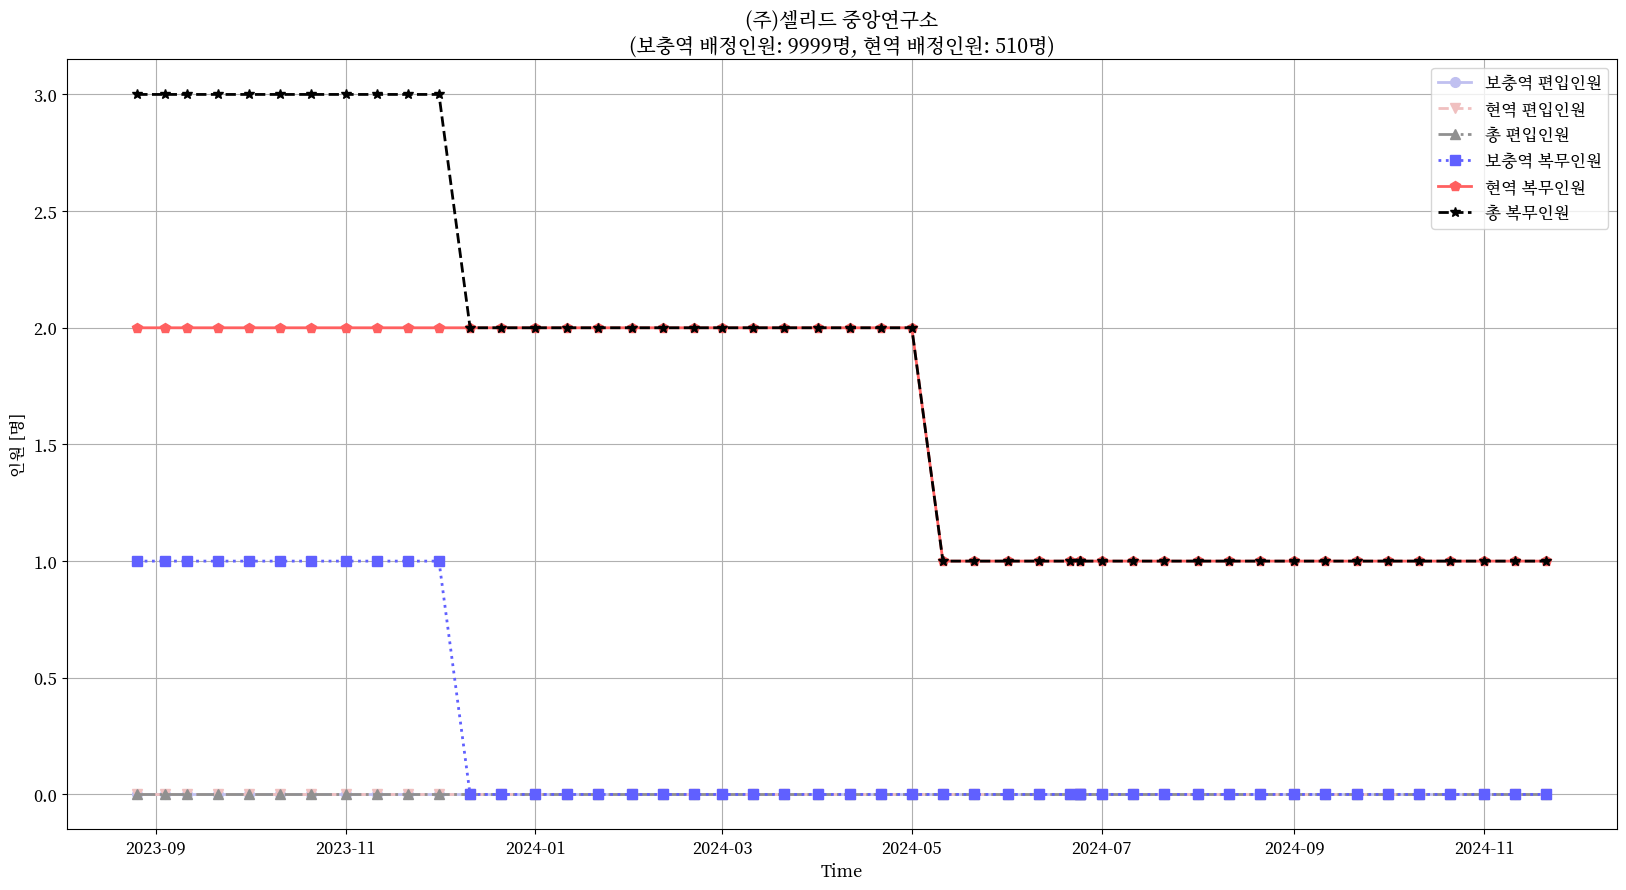 (주)셀리드 중앙연구소
(보충역 배정인원: 9999명, 현역 배정인원: 510명)
보충역 편입인원
현역 편입인원
총 편입인원
보충역 복무인원
현역 복무인원
총 복무인원
3.0
2.5
2.0
1.5
1.0
0.5
0.0
인원 [명]
2023-09 2023-11 2024-01 2024-03 2024-05 2024-07 2024-09 2024-11
Time